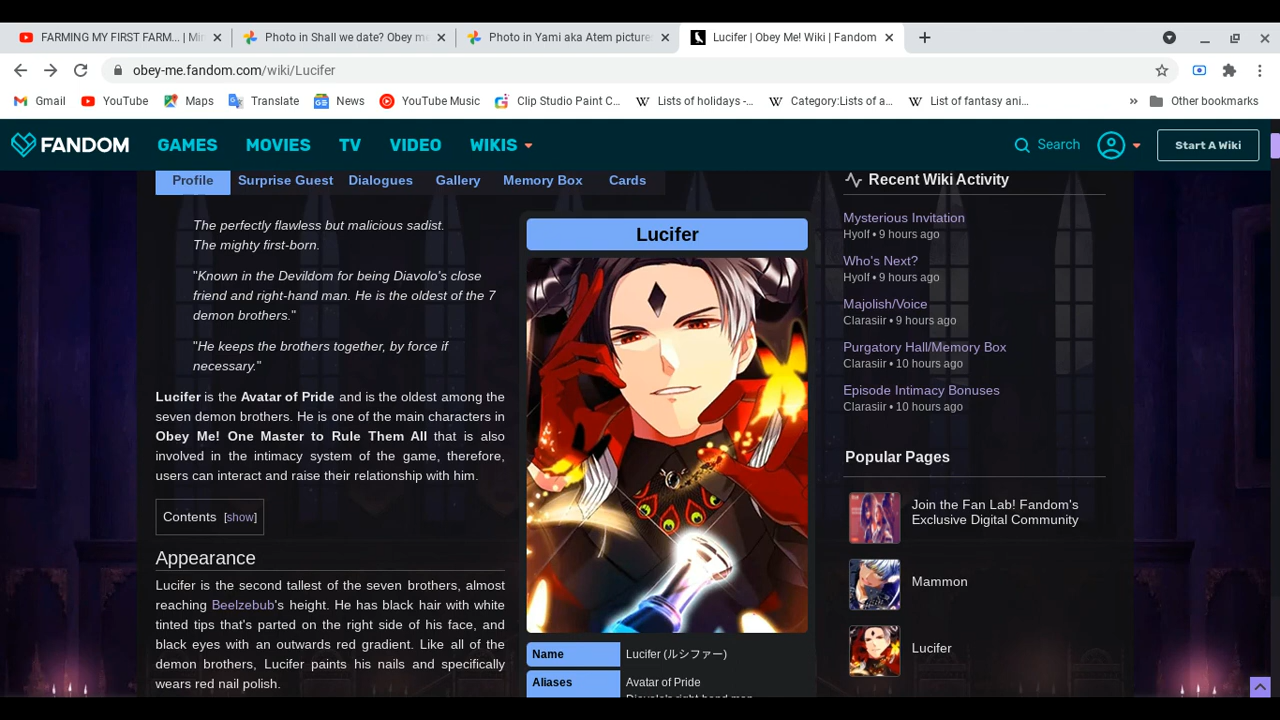 FARMING MY FIRST FARM... | Mi
Photo in Shall we date? Obey me
Photo in Yami aka Atem pictures
Lucifer | Obey Me! Wiki | Fandom
obey-me.fandom.com/wiki/Lucifer
Gmail
YouTube
Maps
Translate
News
YouTube Music
Clip Studio Paint C...
Lists of holidays -...
Category:Lists of a...
List of fantasy ani...
»
Other bookmarks
FANDOM
GAMES
MOVIES
TV
VIDEO
WIKIS
Search
Start A Wiki
Profile
Surprise Guest
Dialogues
Gallery
Memory Box
Cards
The perfectly flawless but malicious sadist.
The mighty first-born.
"Known in the Devildom for being Diavolo's close
friend and right-hand man. He is the oldest of the 7
demon brothers."
"He keeps the brothers together, by force if
necessary."
Lucifer is the Avatar of Pride and is the oldest among the
seven demon brothers. He is one of the main characters in
Obey Me! One Master to Rule Them All that is also
involved in the intimacy system of the game, therefore,
users can interact and raise their relationship with him.
Contents [show]
Appearance
Lucifer is the second tallest of the seven brothers, almost
reaching Beelzebub's height. He has black hair with white
tinted tips that's parted on the right side of his face, and
black eyes with an outwards red gradient. Like all of the
demon brothers, Lucifer paints his nails and specifically
wears red nail polish.
Lucifer
Name
Lucifer (ルシファー)
Aliases
Avatar of Pride
Diavolo's right-hand man
Recent Wiki Activity
Mysterious Invitation
Hyolf • 9 hours ago
Who's Next?
Hyolf • 9 hours ago
Majolish/Voice
Clarasiir • 9 hours ago
Purgatory Hall/Memory Box
Clarasiir • 10 hours ago
Episode Intimacy Bonuses
Clarasiir • 10 hours ago
Popular Pages
Join the Fan Lab! Fandom's
Exclusive Digital Community
Mammon
Lucifer